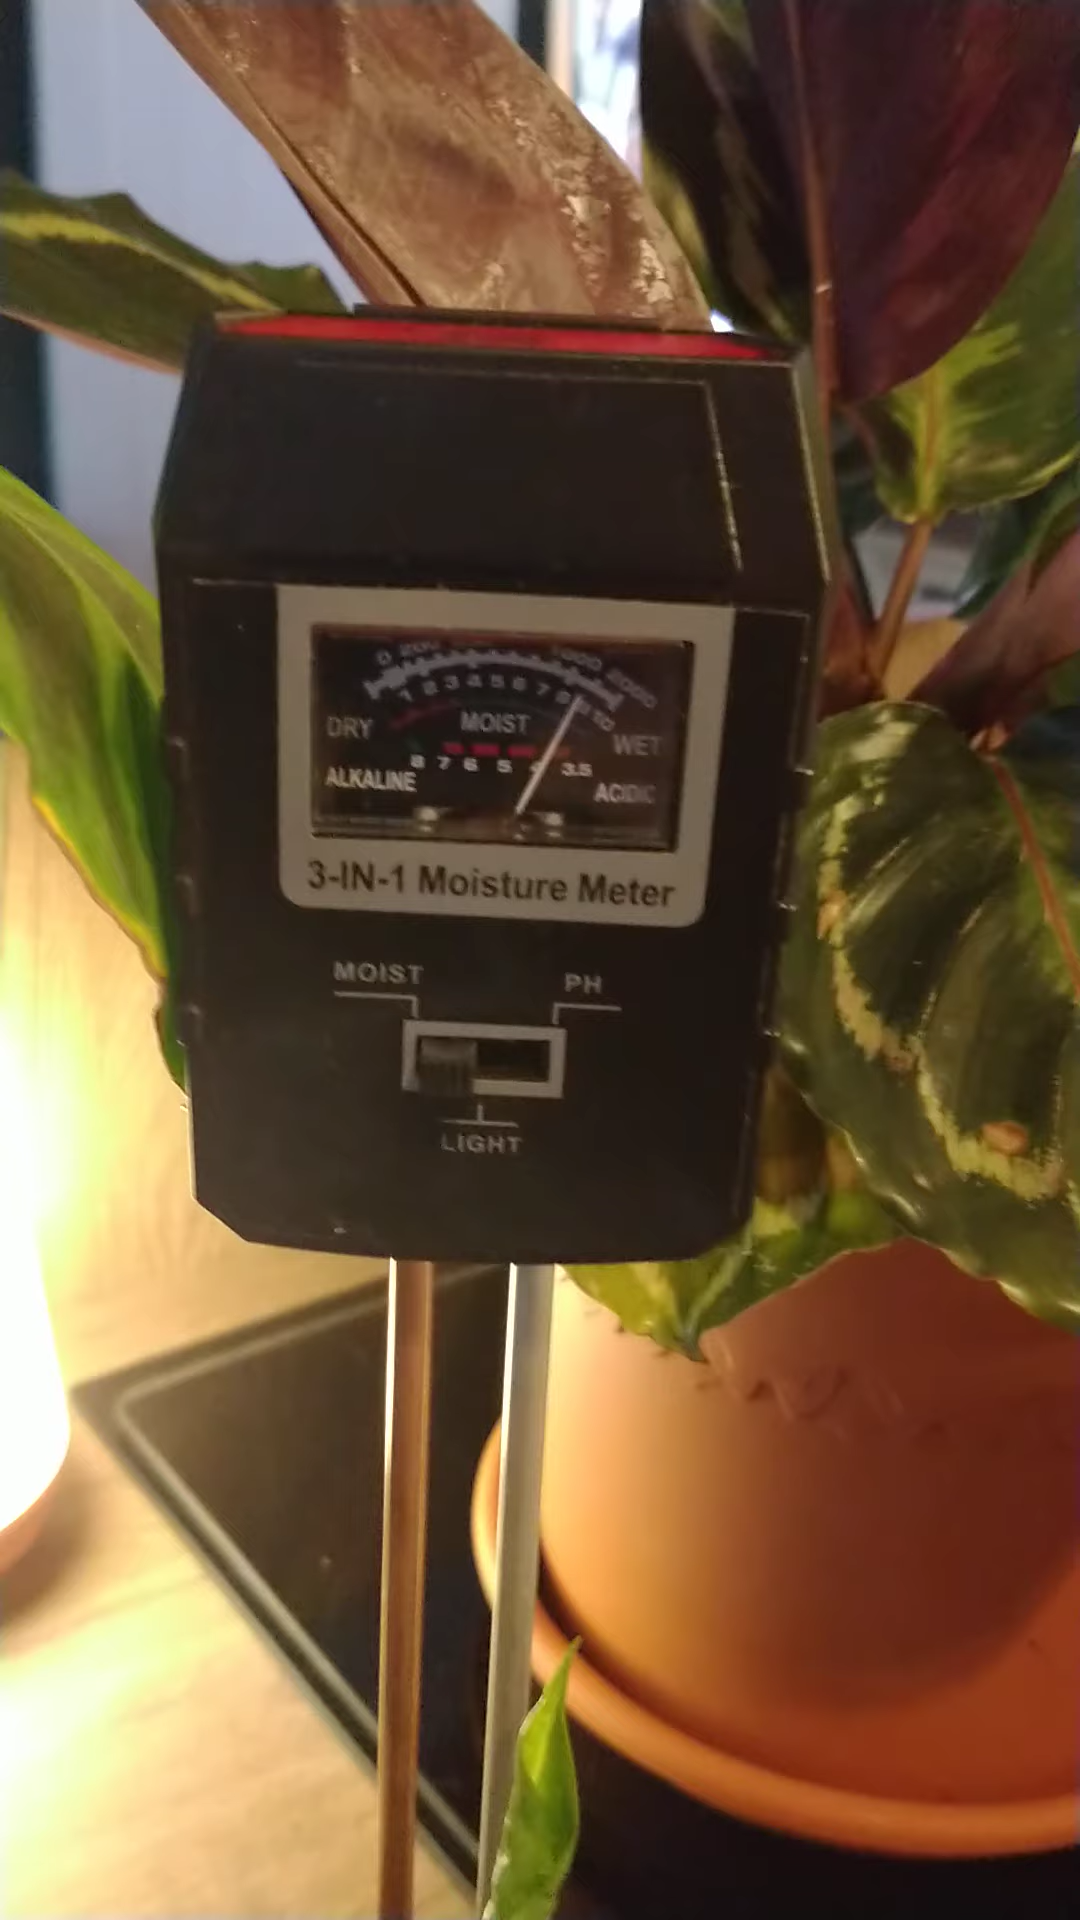 0 200 1000 2000
1 2 3 4 5 6 7 8 9 10
DRY MOIST WET
8 7 6 5 4 3.5
ALKALINE ACIDIC
3-IN-1 Moisture Meter
MOIST PH
LIGHT